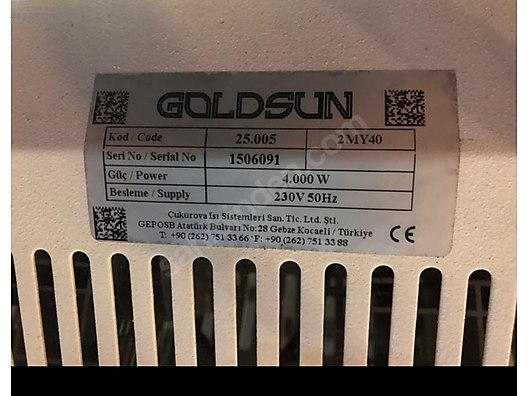 GOLDSUN
Kod / Code 25.005 2MY40
Seri No / Serial No 1506091
Güç / Power 4.000 W
Besleme / Supply 230V 50Hz
Çukurova Isı Sistemleri San. Tic. Ltd. Şti.
GEPOSB Atatürk Bulvarı No:28 Gebze Kocaeli / Türkiye
T: +90 (262) 751 33 66 F: +90 (262) 751 33 88
CE